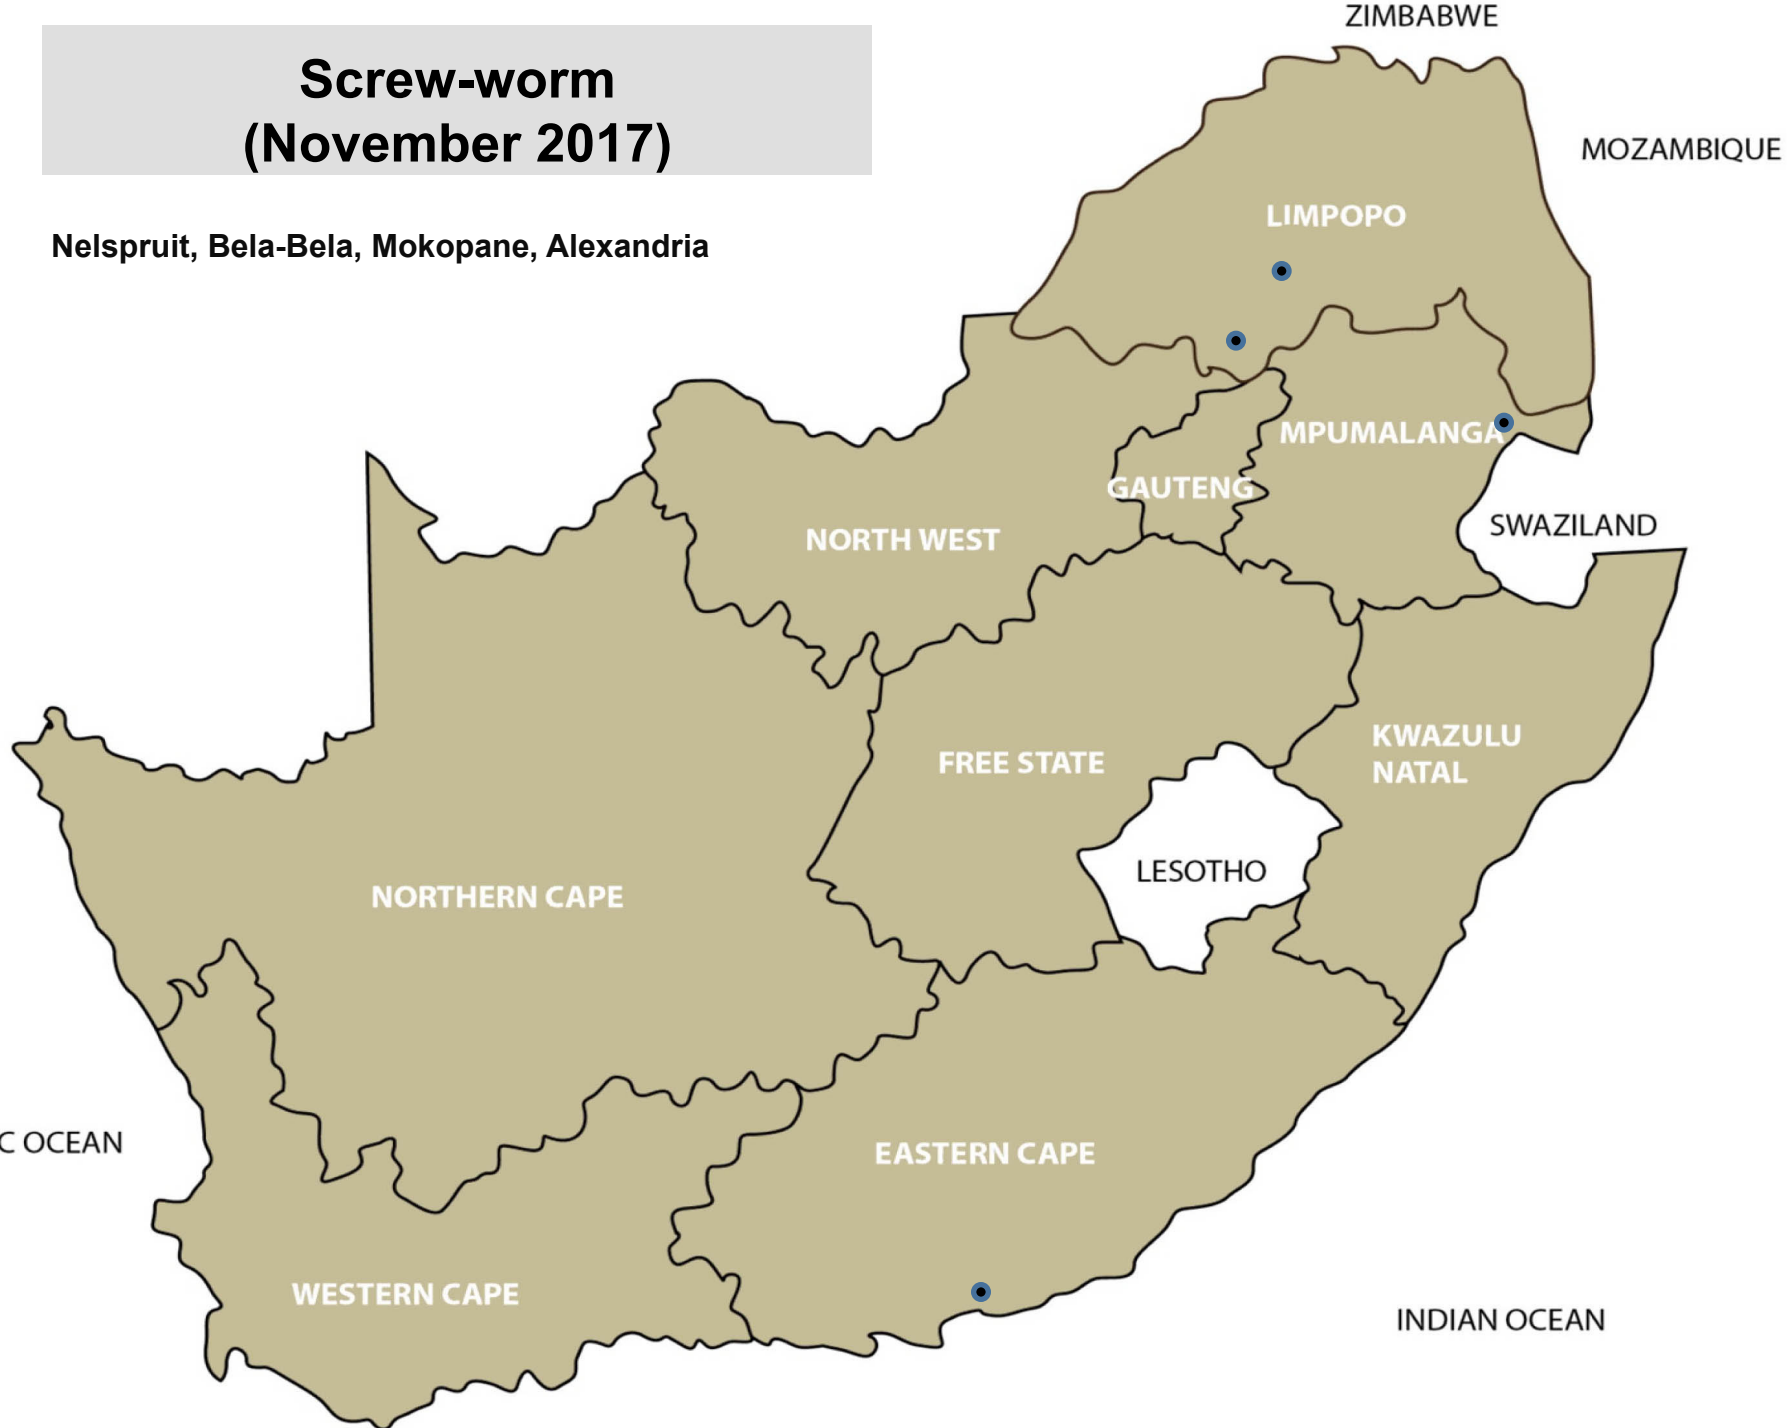 ZIMBABWE
Screw-worm
(November 2017)
MOZAMBIQUE
LIMPOPO
Nelspruit, Bela-Bela, Mokopane, Alexandria
MPUMALANGA
GAUTENG
SWAZILAND
NORTH WEST
KWAZULU
NATAL
FREE STATE
LESOTHO
NORTHERN CAPE
C OCEAN
EASTERN CAPE
WESTERN CAPE
INDIAN OCEAN